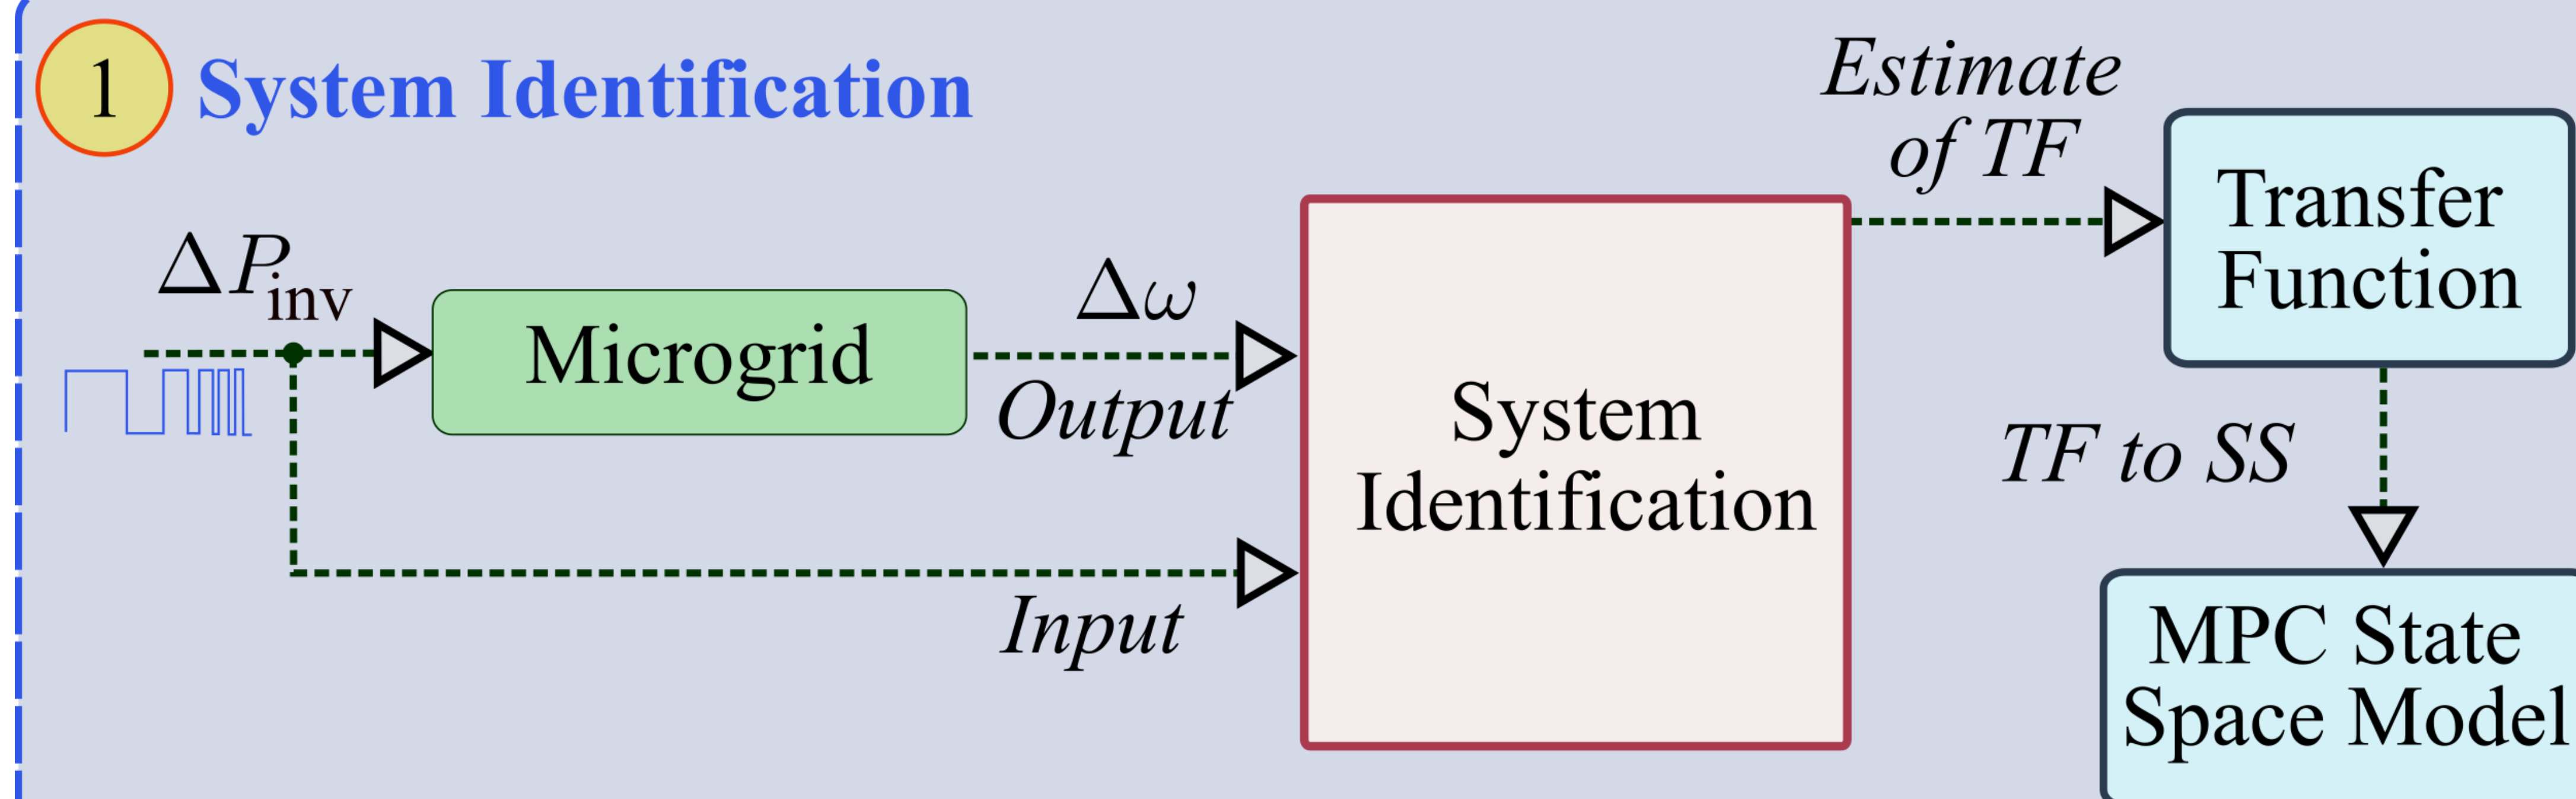 1 System Identification
Estimate
of TF
Transfer
Function
ΔP_inv
Microgrid
Δω
Output
System
Identification
TF to SS
Input
MPC State
Space Model